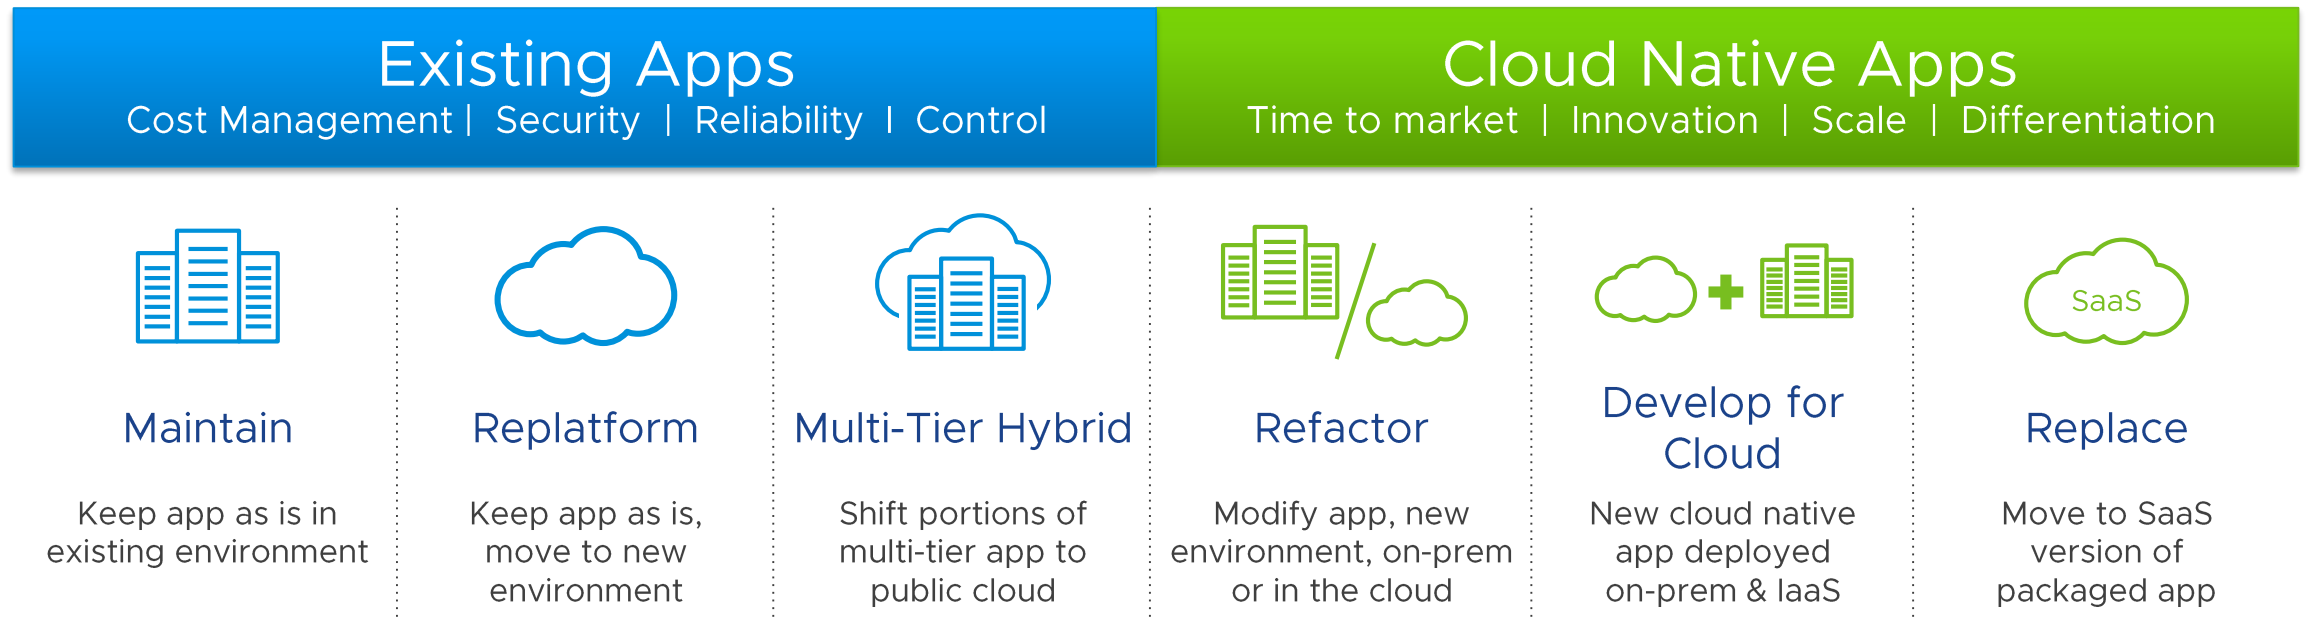 Existing Apps
Cost Management | Security | Reliability I Control
Cloud Native Apps
Time to market | Innovation | Scale | Differentiation
Maintain
Keep app as is in
existing environment
Replatform
Keep app as is,
move to new
environment
Multi-Tier Hybrid
Shift portions of
multi-tier app to
public cloud
Refactor
Modify app, new
environment, on-prem
or in the cloud
Develop for
Cloud
New cloud native
app deployed
on-prem & IaaS
SaaS
Replace
Move to SaaS
version of
packaged app